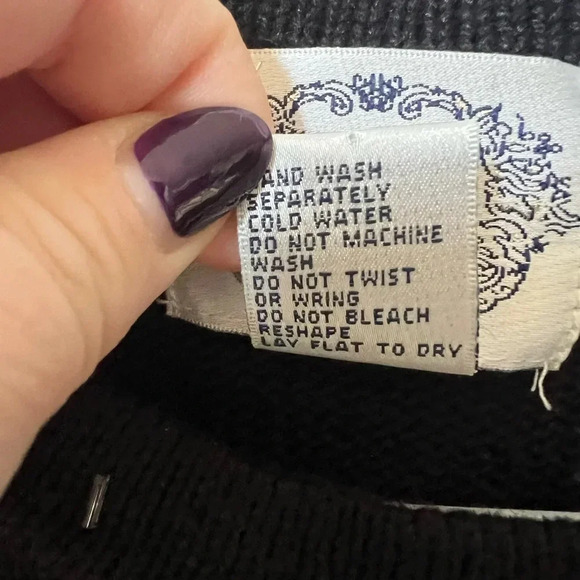 HAND WASH
SEPARATELY
COLD WATER
DO NOT MACHINE
WASH
DO NOT TWIST
OR WRING
DO NOT BLEACH
RESHAPE
LAY FLAT TO DRY